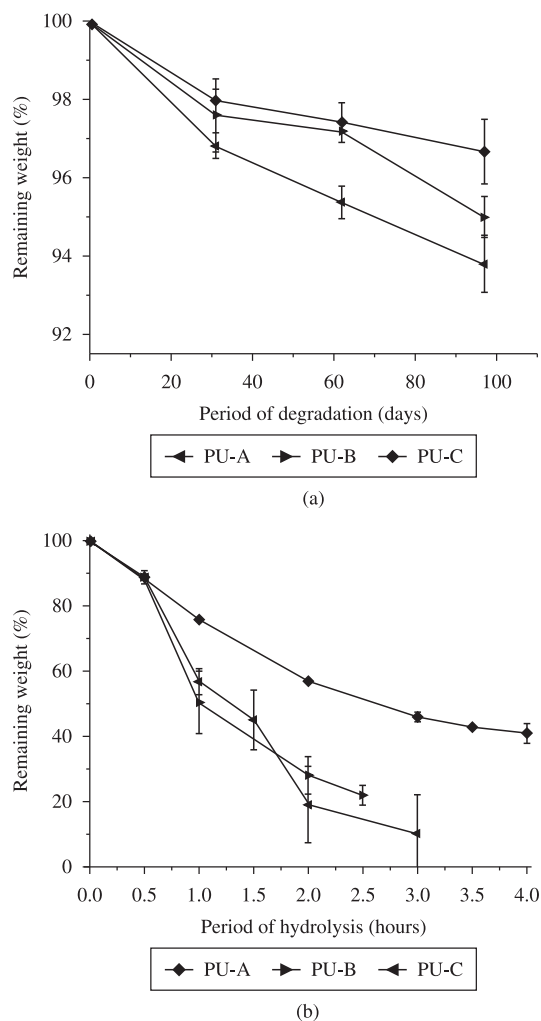 100
98
96
94
92
Remaining weight (%)
0 20 40 60 80 100
Period of degradation (days)
PU-A PU-B PU-C
(a)
100
80
60
40
20
0
Remaining weight (%)
0.0 0.5 1.0 1.5 2.0 2.5 3.0 3.5 4.0
Period of hydrolysis (hours)
PU-A PU-B PU-C
(b)